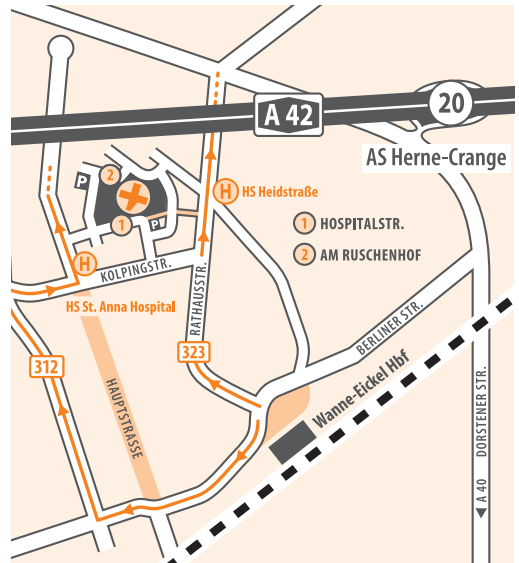 A 42
20
AS Herne-Crange
2
P
H HS Heidstraße
1
P
1 HOSPITALSTR.
2 AM RUSCHENHOF
H
KOLPINGSTR.
HS St. Anna Hospital
RATHAUSSTR.
BERLINER STR.
312
323
HAUPTSTRASSE
Wanne-Eickel Hbf
DORSTENER STR.
◀ A 40